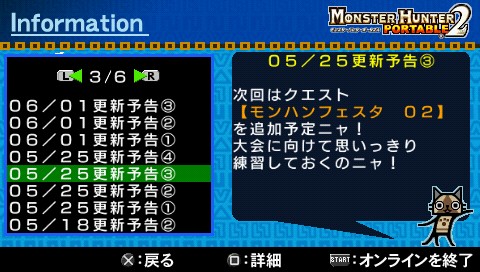 Information
MONSTER HUNTER
PORTABLE 2
L 3/6 R
06/01更新予告③
06/01更新予告②
06/01更新予告①
05/25更新予告④
05/25更新予告③
05/25更新予告②
05/25更新予告①
05/18更新予告②
05/25更新予告③
次回はクエスト
【モンハンフェスタ 02】
を追加予定ニャ！
大会に向けて思いっきり
練習しておくのニャ！
×:戻る
□:詳細
START:オンラインを終了